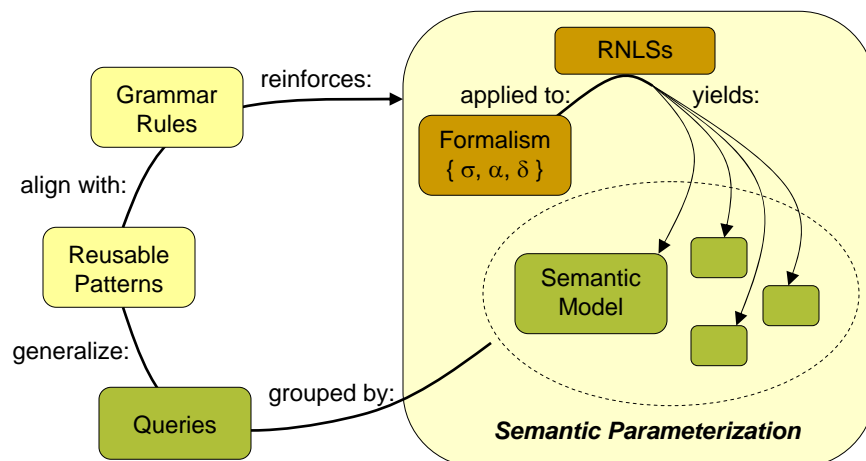 RNLSs
reinforces:
applied to:
yields:
Grammar
Rules
Formalism
{ σ, α, δ }
align with:
Reusable
Patterns
Semantic
Model
generalize:
grouped by:
Queries
Semantic Parameterization